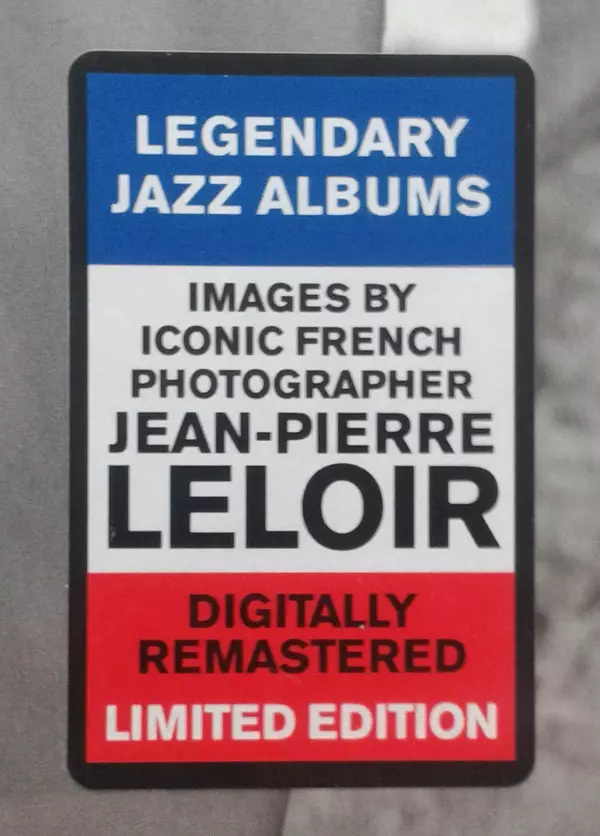 LEGENDARY
JAZZ ALBUMS
IMAGES BY
ICONIC FRENCH
PHOTOGRAPHER
JEAN-PIERRE
LELOIR
DIGITALLY
REMASTERED
LIMITED EDITION